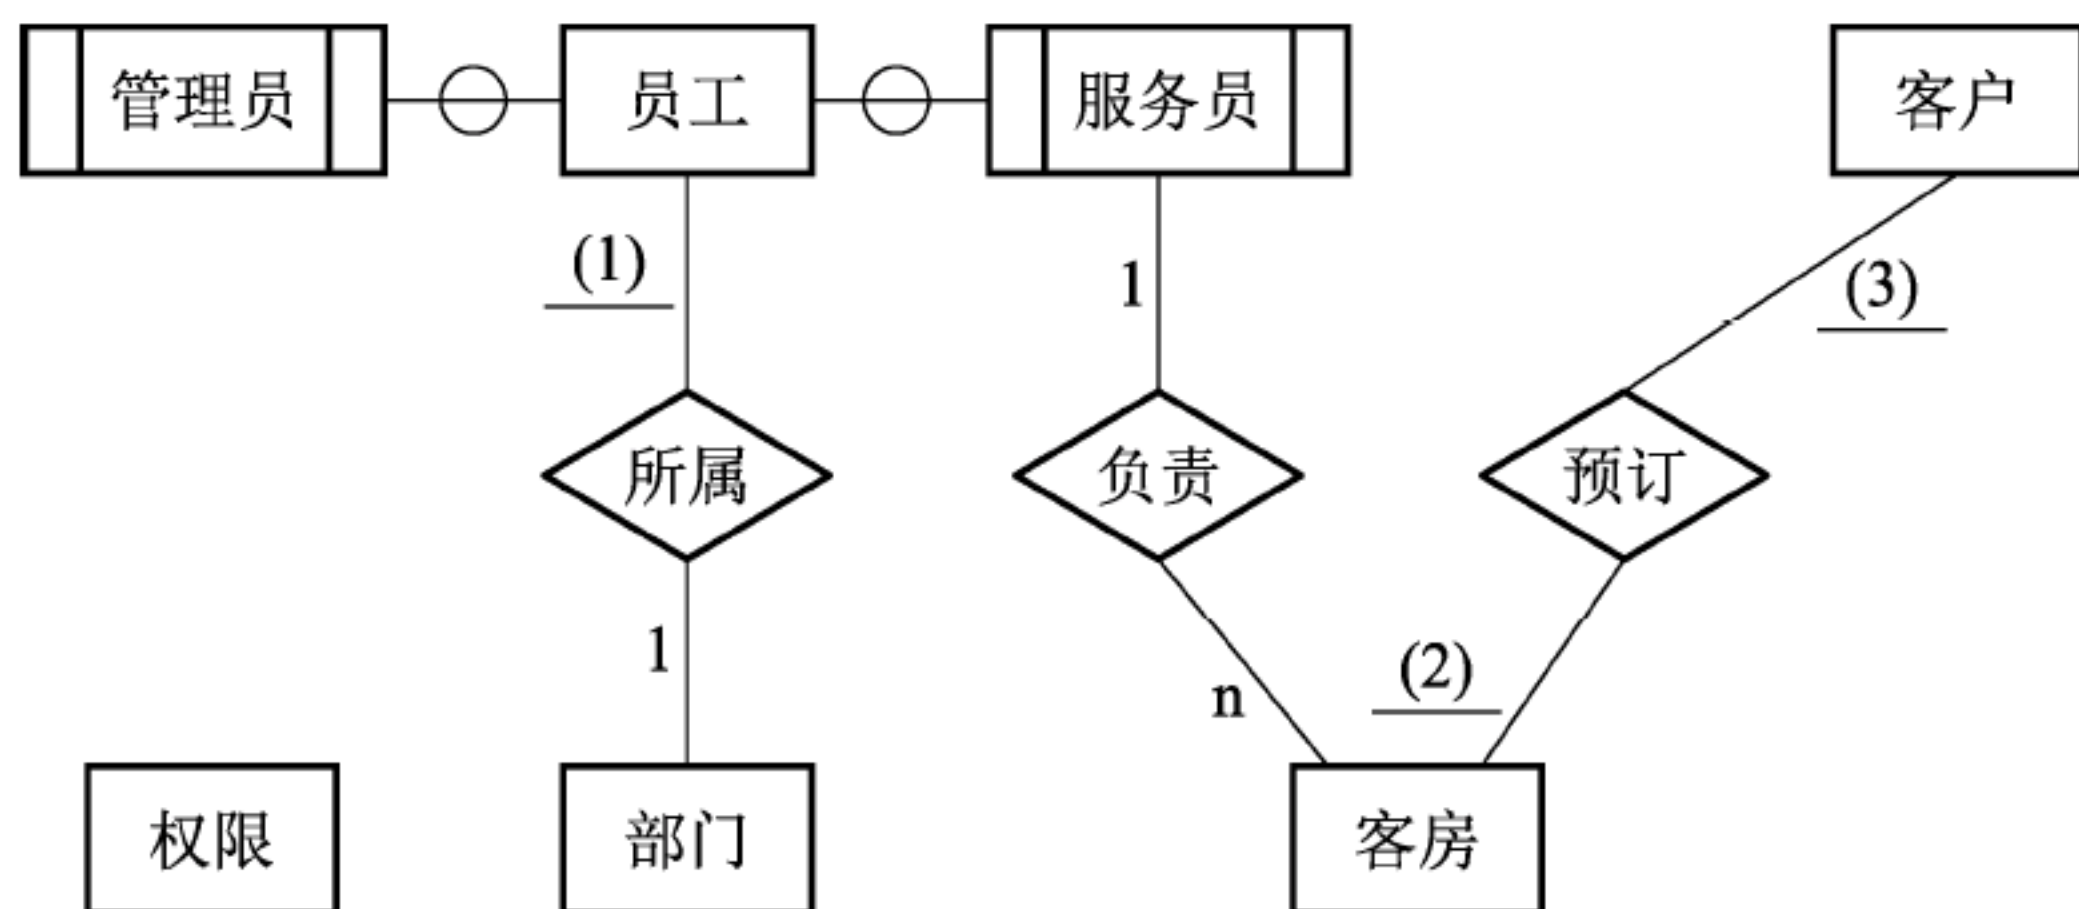 管理员 员工 服务员 客户
(1) 1 (3)
所属 负责 预订
1 n (2)
权限 部门 客房